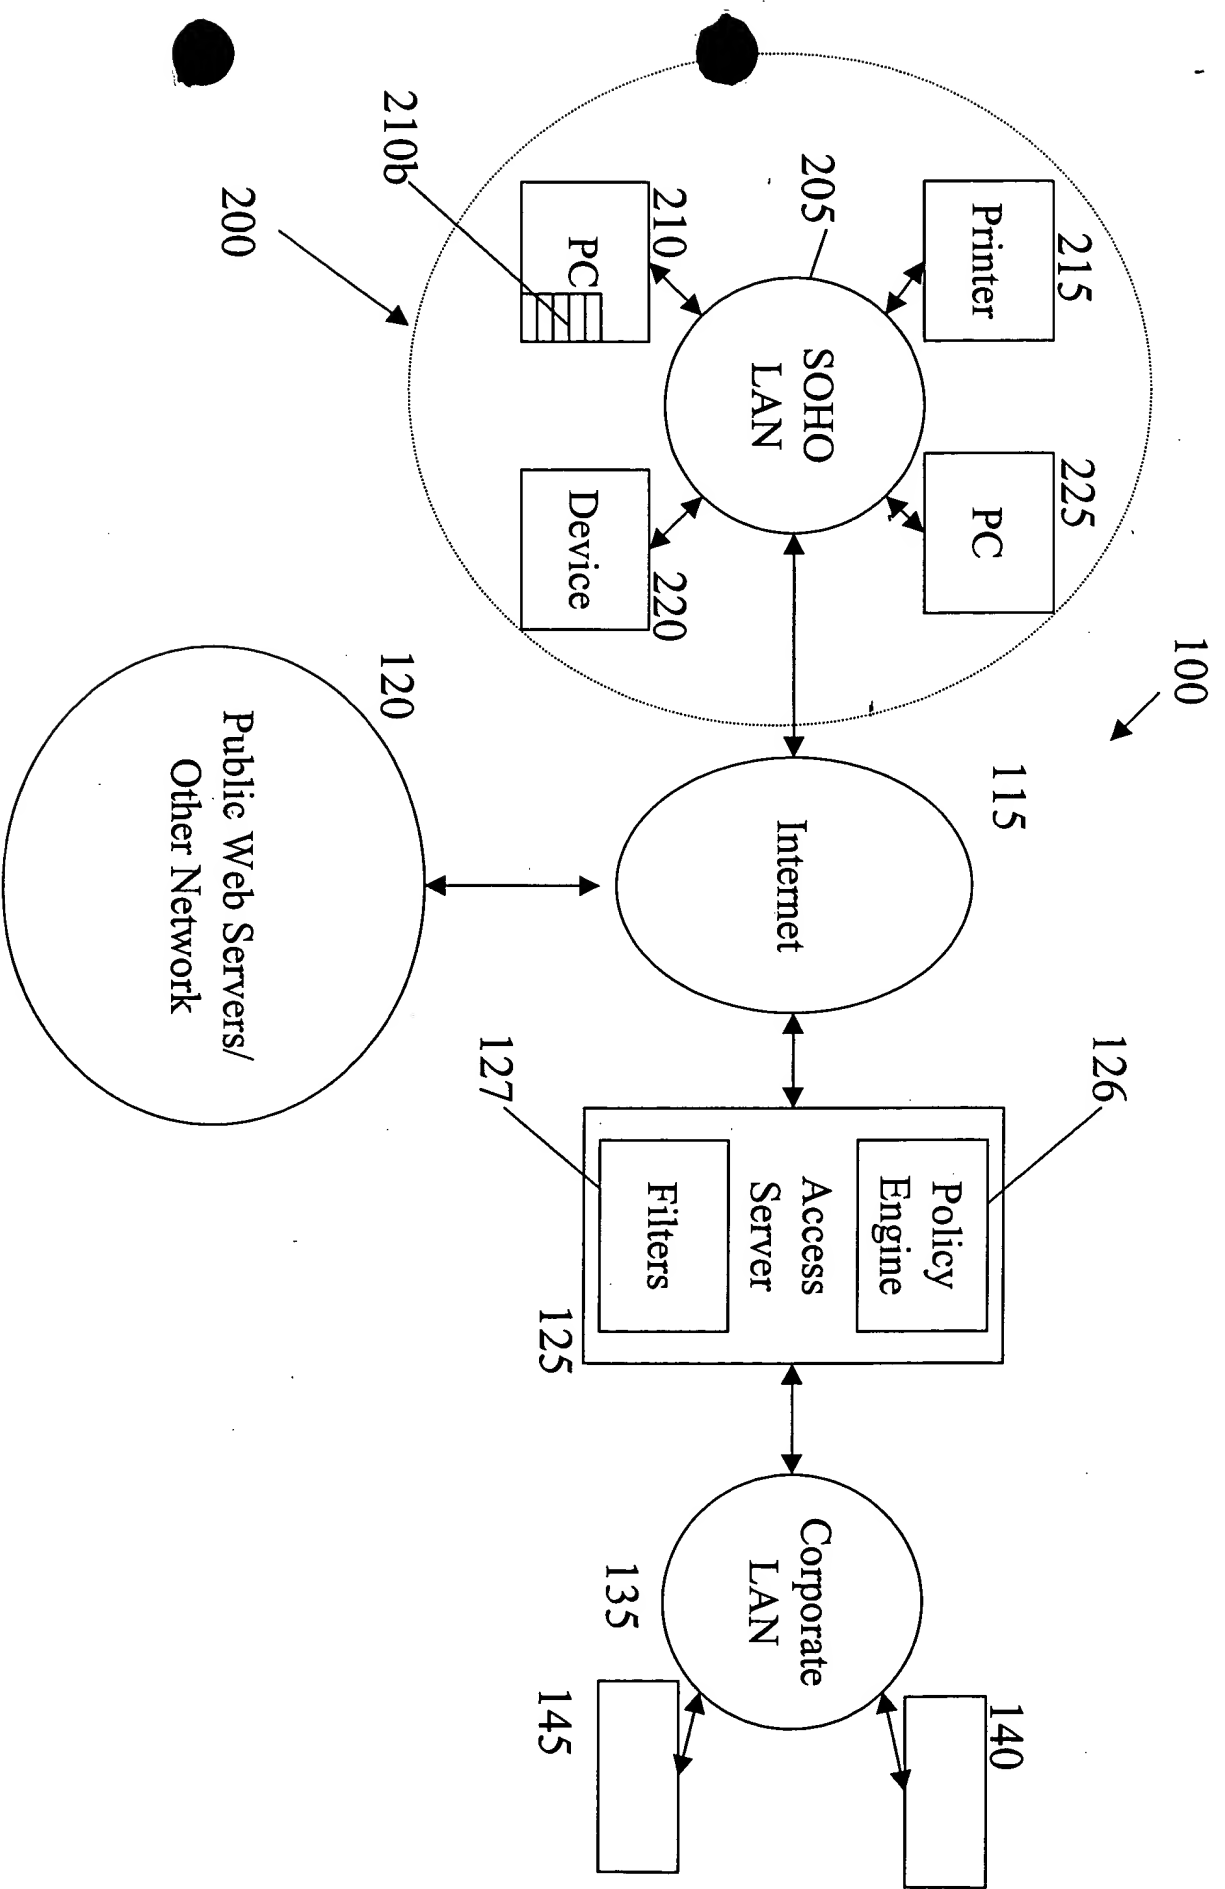 100
215
Printer
225
PC
205
SOHO
LAN
210
PC
210b
220
Device
200
115
Internet
120
Public Web Servers/
Other Network
126
Policy
Engine
Access
Server
Filters
127
125
Corporate
LAN
135
140
145